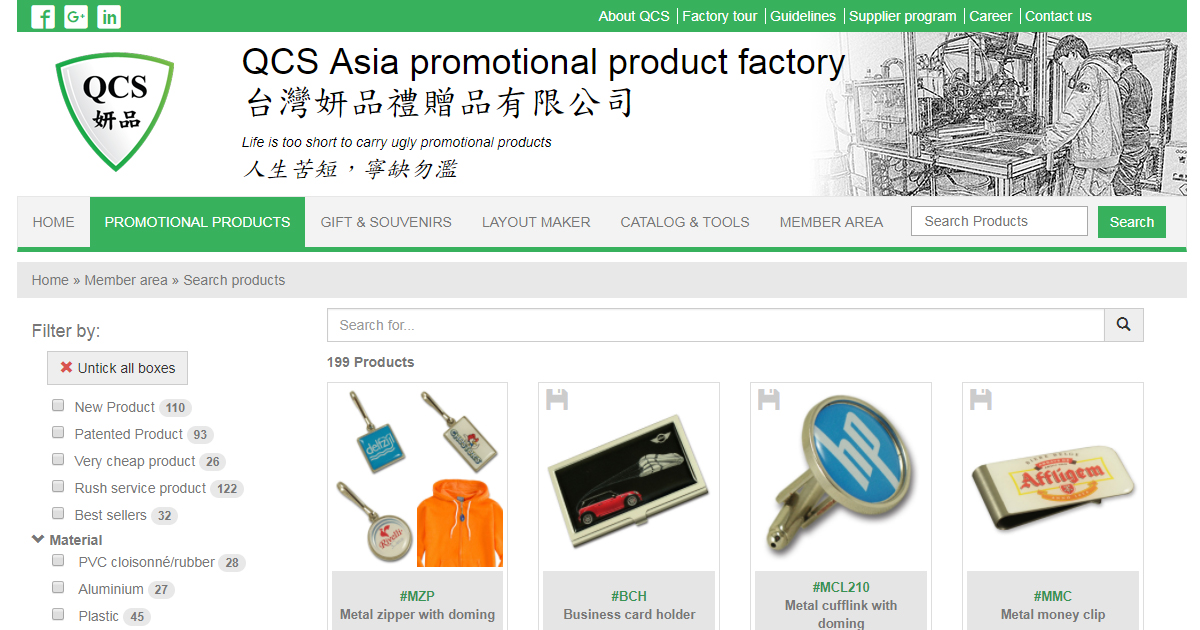 About QCS | Factory tour | Guidelines | Supplier program | Career | Contact us
QCS
妍品
QCS Asia promotional product factory
台灣妍品禮贈品有限公司
Life is too short to carry ugly promotional products
人生苦短，寧缺勿濫
HOME PROMOTIONAL PRODUCTS GIFT & SOUVENIRS LAYOUT MAKER CATALOG & TOOLS MEMBER AREA Search Products Search
Home » Member area » Search products
Filter by:
Untick all boxes
New Product 110
Patented Product 93
Very cheap product 26
Rush service product 122
Best sellers 32
Material
PVC cloisonné/rubber 28
Aluminium 27
Plastic 45
Search for...
199 Products
delfzijl
Rivella
#MZP
Metal zipper with doming
#BCH
Business card holder
hp
#MCL210
Metal cufflink with
doming
Affligem
#MMC
Metal money clip